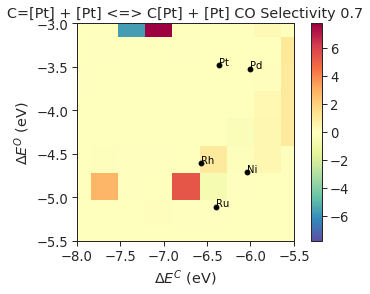 C=[Pt] + [Pt] <=> C[Pt] + [Pt] CO Selectivity 0.7
−3.0
−3.5
−4.0
−4.5
−5.0
−5.5
ΔE^O (eV)
Pt
Pd
Rh
Ni
Ru
−8.0 −7.5 −7.0 −6.5 −6.0 −5.5
ΔE^C (eV)
6
4
2
0
−2
−4
−6